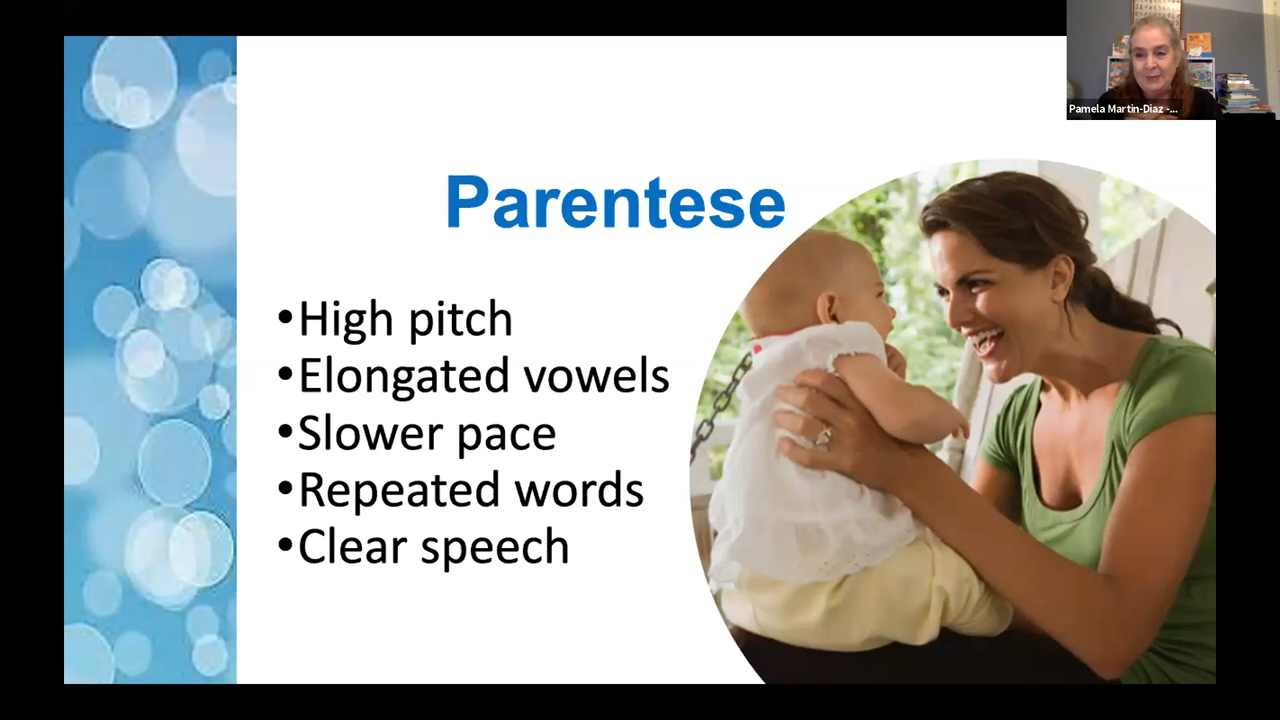 Pamela Martin-Diaz -...
Parentese
•High pitch
•Elongated vowels
•Slower pace
•Repeated words
•Clear speech